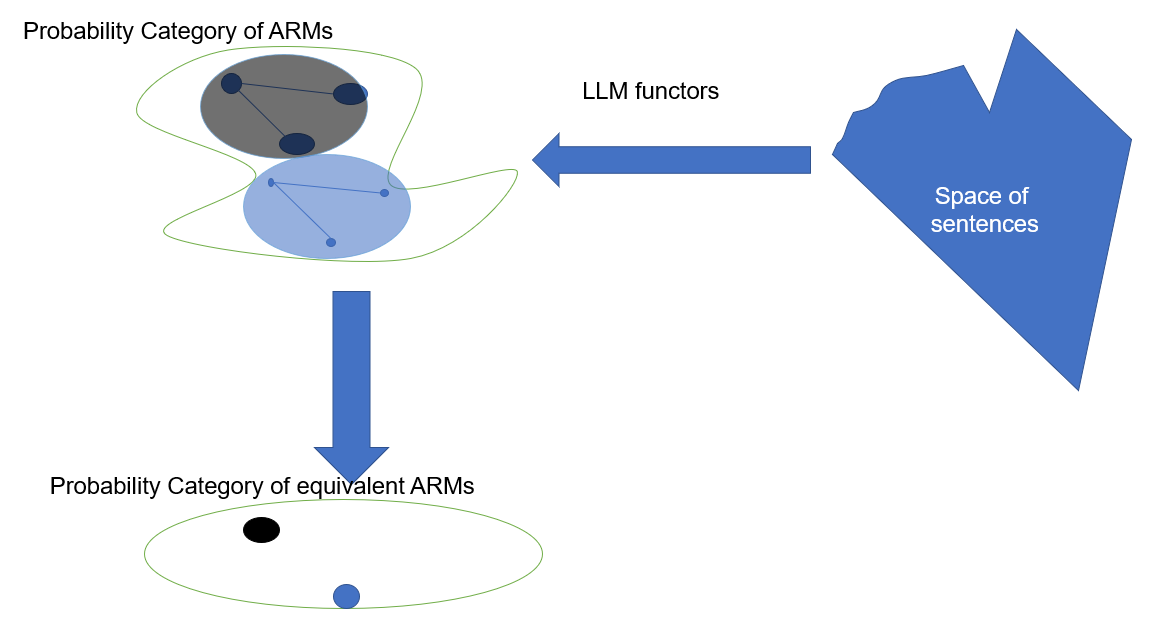 Probability Category of ARMs
LLM functors
Space of
sentences
Probability Category of equivalent ARMs